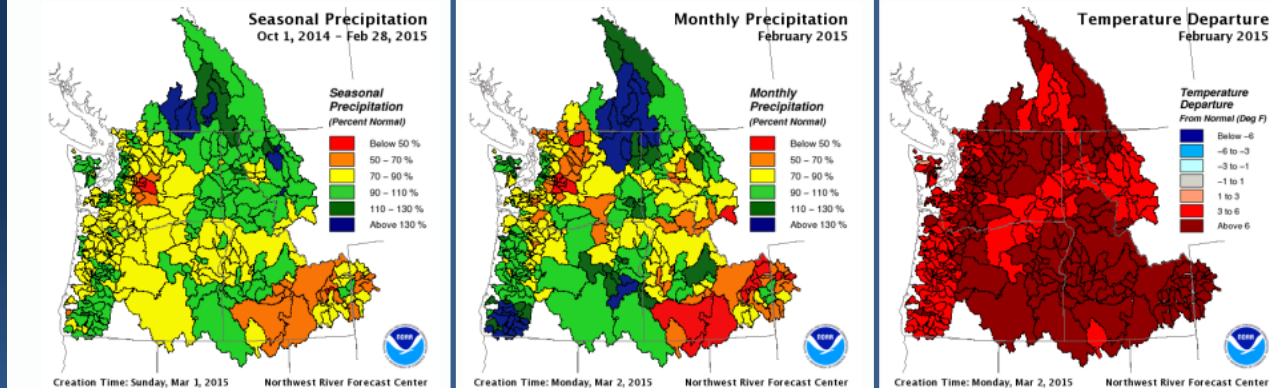 Seasonal Precipitation
Oct 1, 2014 – Feb 28, 2015
Seasonal
Precipitation
(Percent Normal)
Below 50 %
50 – 70 %
70 – 90 %
90 – 110 %
110 – 130 %
Above 130 %
NOAA
Creation Time: Sunday, Mar 1, 2015
Northwest River Forecast Center
Monthly Precipitation
February 2015
Monthly
Precipitation
(Percent Normal)
Below 50 %
50 – 70 %
70 – 90 %
90 – 110 %
110 – 130 %
Above 130 %
NOAA
Creation Time: Monday, Mar 2, 2015
Northwest River Forecast Center
Temperature Departure
February 2015
Temperature
Departure
From Normal (Deg F)
Below –6
–6 to –3
–3 to –1
–1 to 1
1 to 3
3 to 6
Above 6
NOAA
Creation Time: Monday, Mar 2, 2015
Northwest River Forecast Center